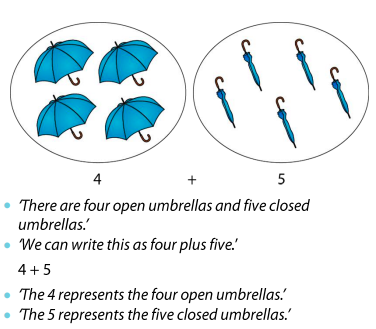 4 + 5
• ‘There are four open umbrellas and five closed
umbrellas.’
• ‘We can write this as four plus five.’
4 + 5
• ‘The 4 represents the four open umbrellas.’
• ‘The 5 represents the five closed umbrellas.’